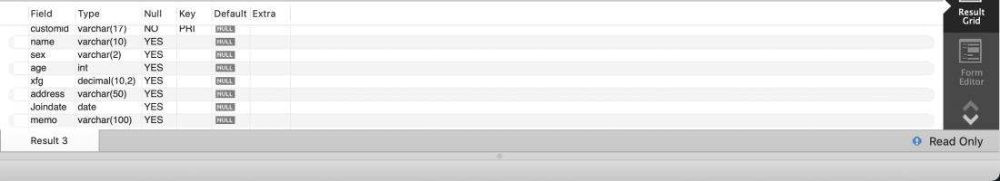 Field Type Null Key Default Extra
customid varchar(17) NO PRI NULL
name varchar(10) YES NULL
sex varchar(2) YES NULL
age int YES NULL
xfg decimal(10,2) YES NULL
address varchar(50) YES NULL
Joindate date YES NULL
memo varchar(100) YES NULL
Result
Grid
Form
Editor
Result 3
Read Only